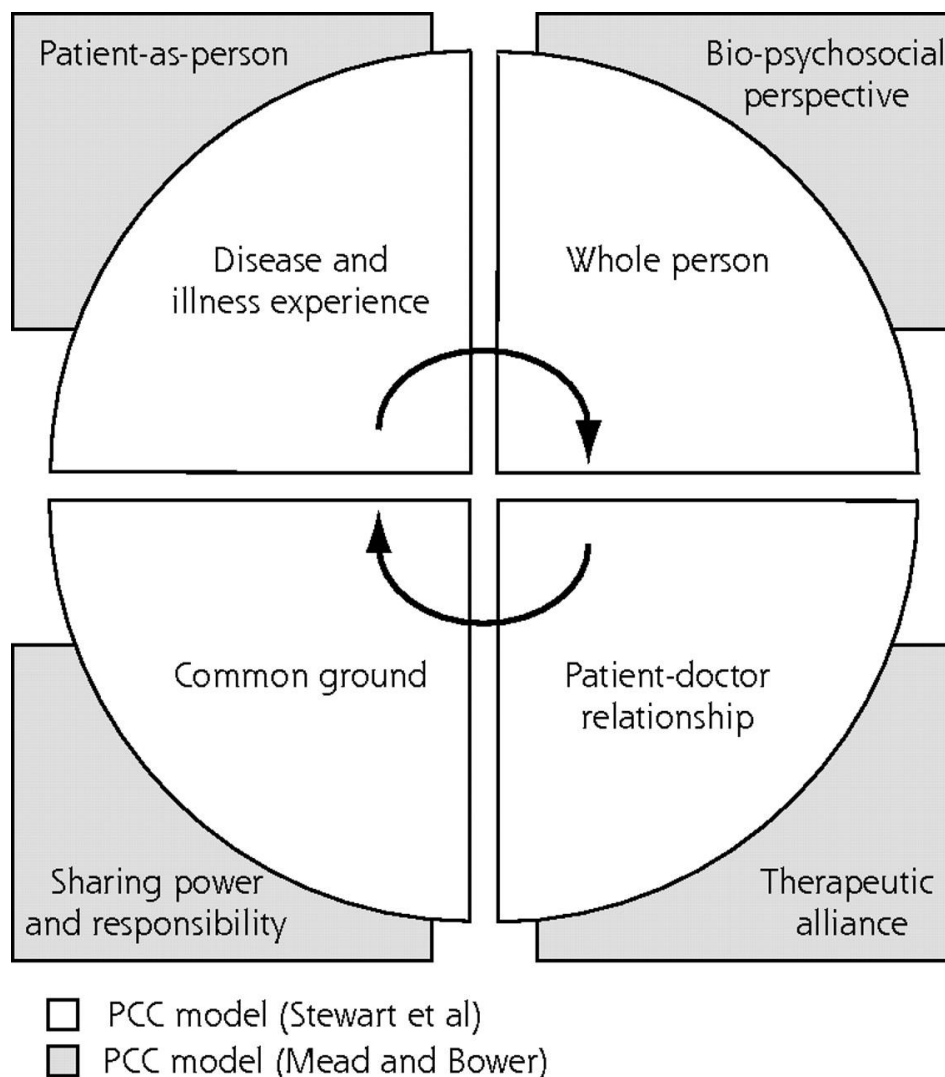 Patient-as-person
Bio-psychosocial
perspective
Disease and
illness experience
Whole person
Common ground
Patient-doctor
relationship
Sharing power
and responsibility
Therapeutic
alliance
PCC model (Stewart et al)
PCC model (Mead and Bower)